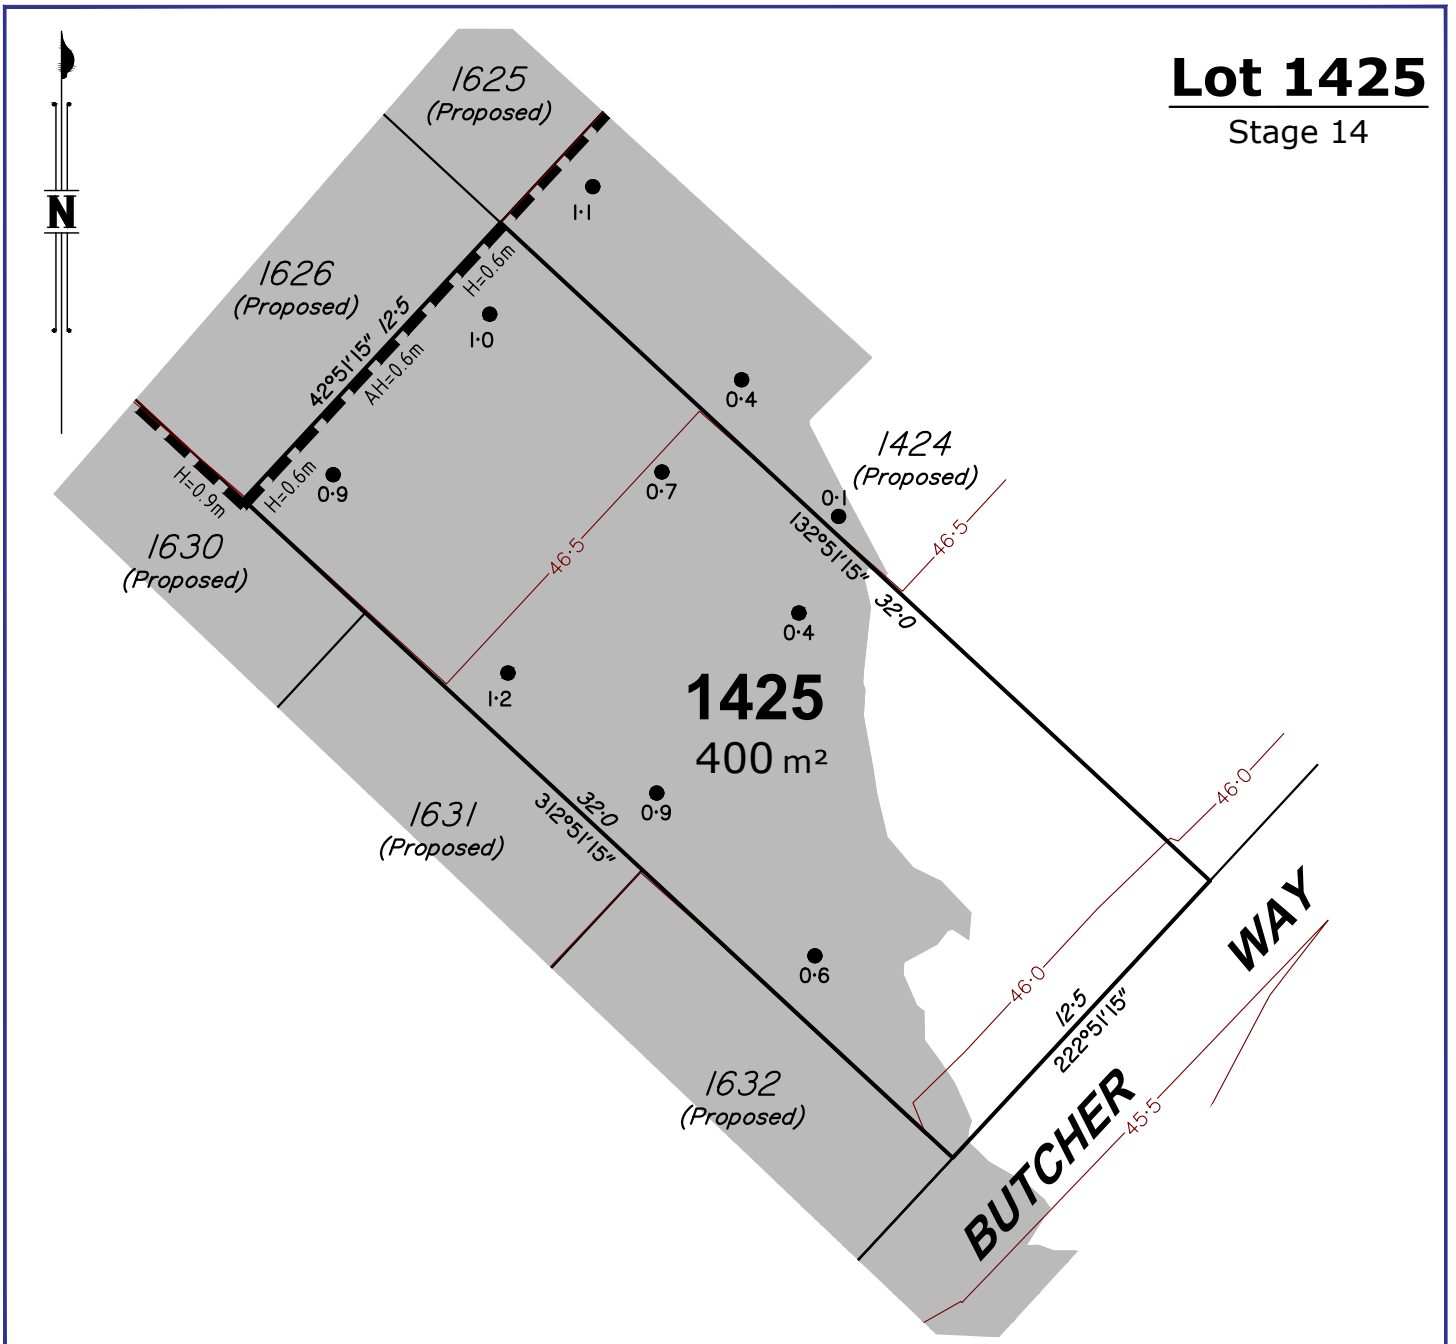 Lot 1425
Stage 14
N
1625
(Proposed)
1·1
H=0.6m
1626
(Proposed)
42°51'15" 12·5
1·0
AH=0.6m
0·4
1424
(Proposed)
H=0.9m
H=0.6m
0·9
0·7
0·1
46·5
46·5
132°51'15" 32·0
1630
(Proposed)
0·4
1·2
1425
400 m²
46·0
1631
(Proposed)
32·0
312°51'15"
0·9
0·6
46·0
12·5
222°51'15"
1632
(Proposed)
45·5
BUTCHER WAY